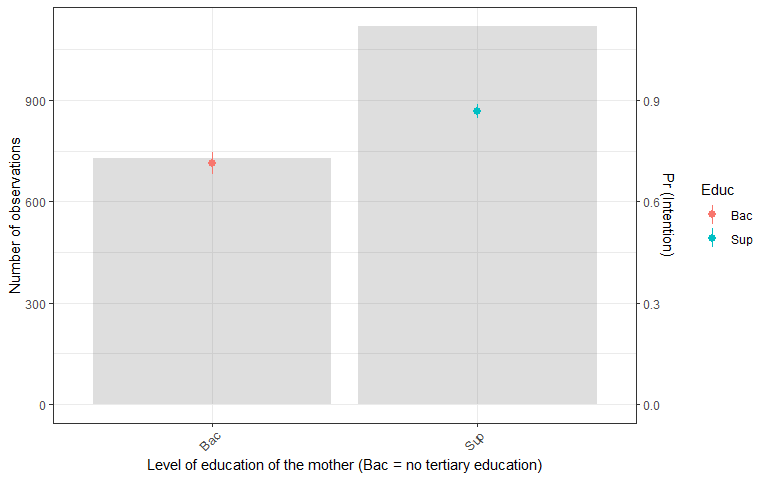 Number of observations
900
600
300
0
0.9
0.6
0.3
0.0
Pr (Intention)
Bac
Sup
Level of education of the mother (Bac = no tertiary education)
Educ
Bac
Sup